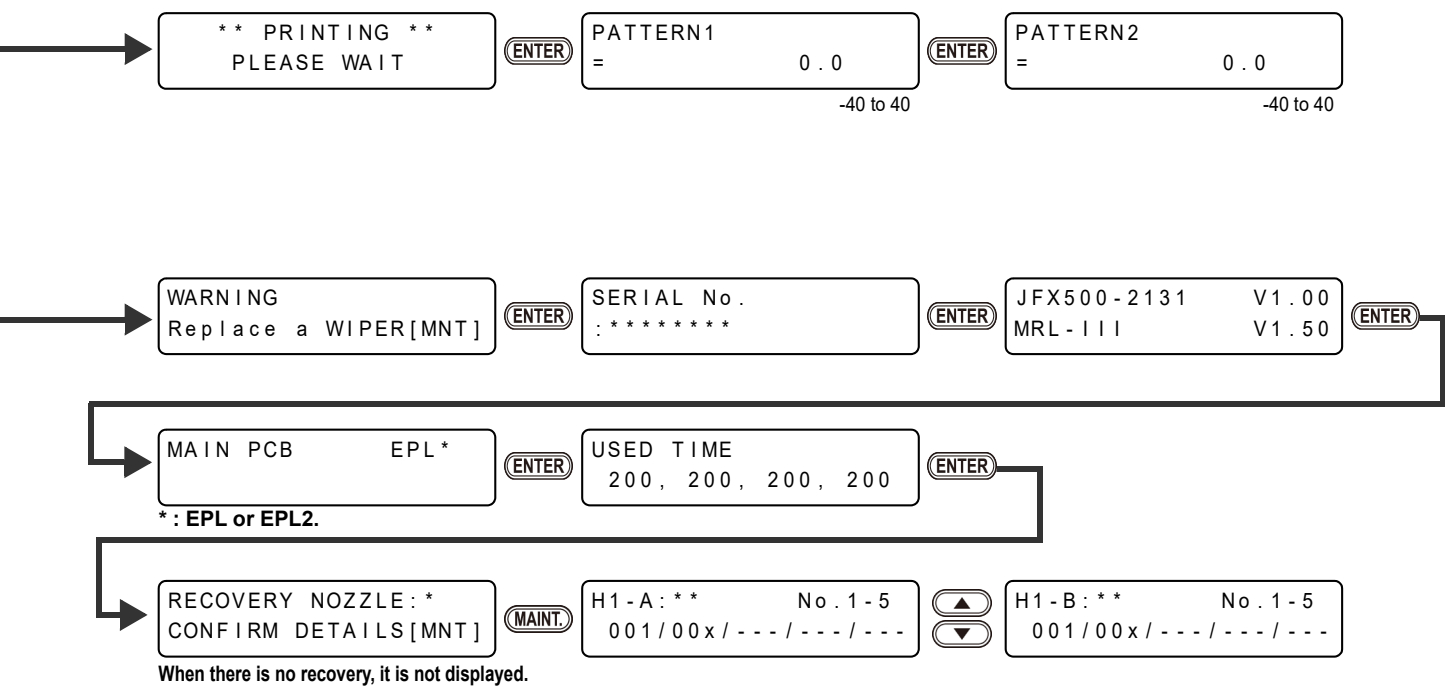 ** PRINTING **
PLEASE WAIT
ENTER
PATTERN1
= 0.0
-40 to 40
ENTER
PATTERN2
= 0.0
-40 to 40
WARNING
Replace a WIPER[MNT]
ENTER
SERIAL No.
:********
ENTER
JFX500-2131 V1.00
MRL-III V1.50
ENTER
MAIN PCB EPL*
* : EPL or EPL2.
ENTER
USED TIME
200, 200, 200, 200
ENTER
RECOVERY NOZZLE:*
CONFIRM DETAILS[MNT]
When there is no recovery, it is not displayed.
MAINT.
H1-A:** No.1-5
001/00x/---/---/---
H1-B:** No.1-5
001/00x/---/---/---